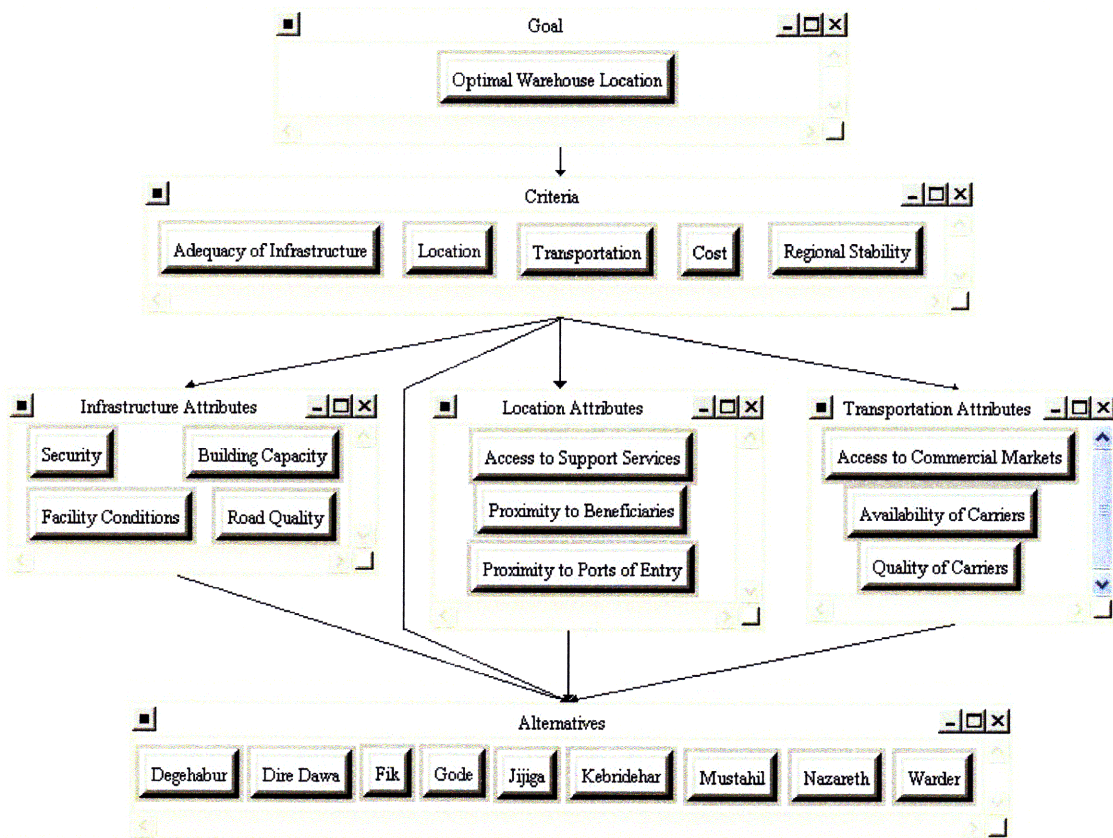 Goal
Optimal Warehouse Location
Criteria
Adequacy of Infrastructure Location Transportation Cost Regional Stability
Infrastructure Attributes
Security Building Capacity
Facility Conditions Road Quality
Location Attributes
Access to Support Services
Proximity to Beneficiaries
Proximity to Ports of Entry
Transportation Attributes
Access to Commercial Markets
Availability of Carriers
Quality of Carriers
Alternatives
Degehabur Dire Dawa Fik Gode Jijiga Kebridehar Mustahil Nazareth Warder